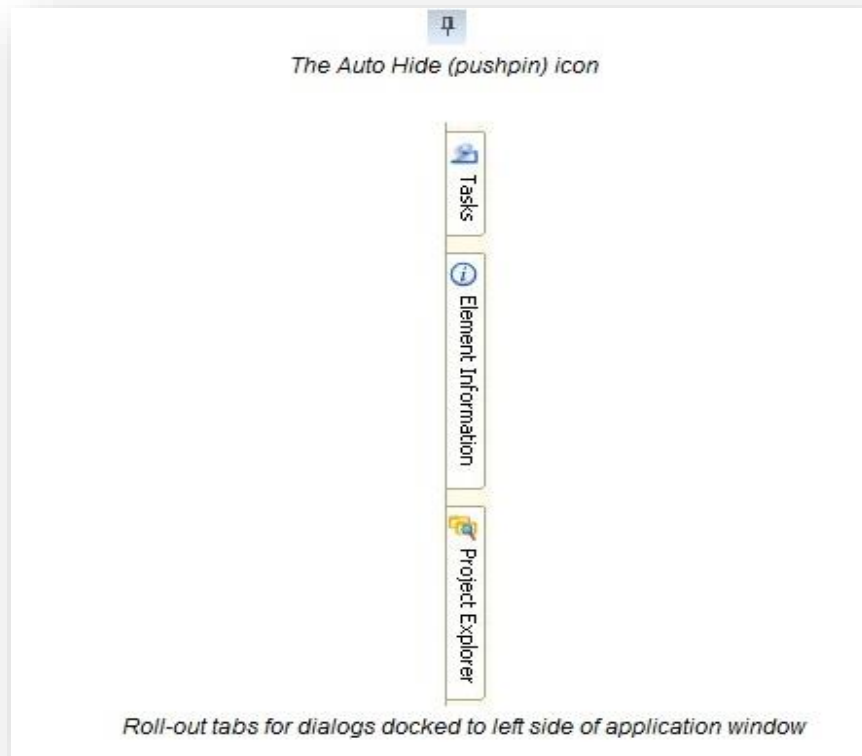 The Auto Hide (pushpin) icon
Tasks
Element Information
Project Explorer
Roll-out tabs for dialogs docked to left side of application window